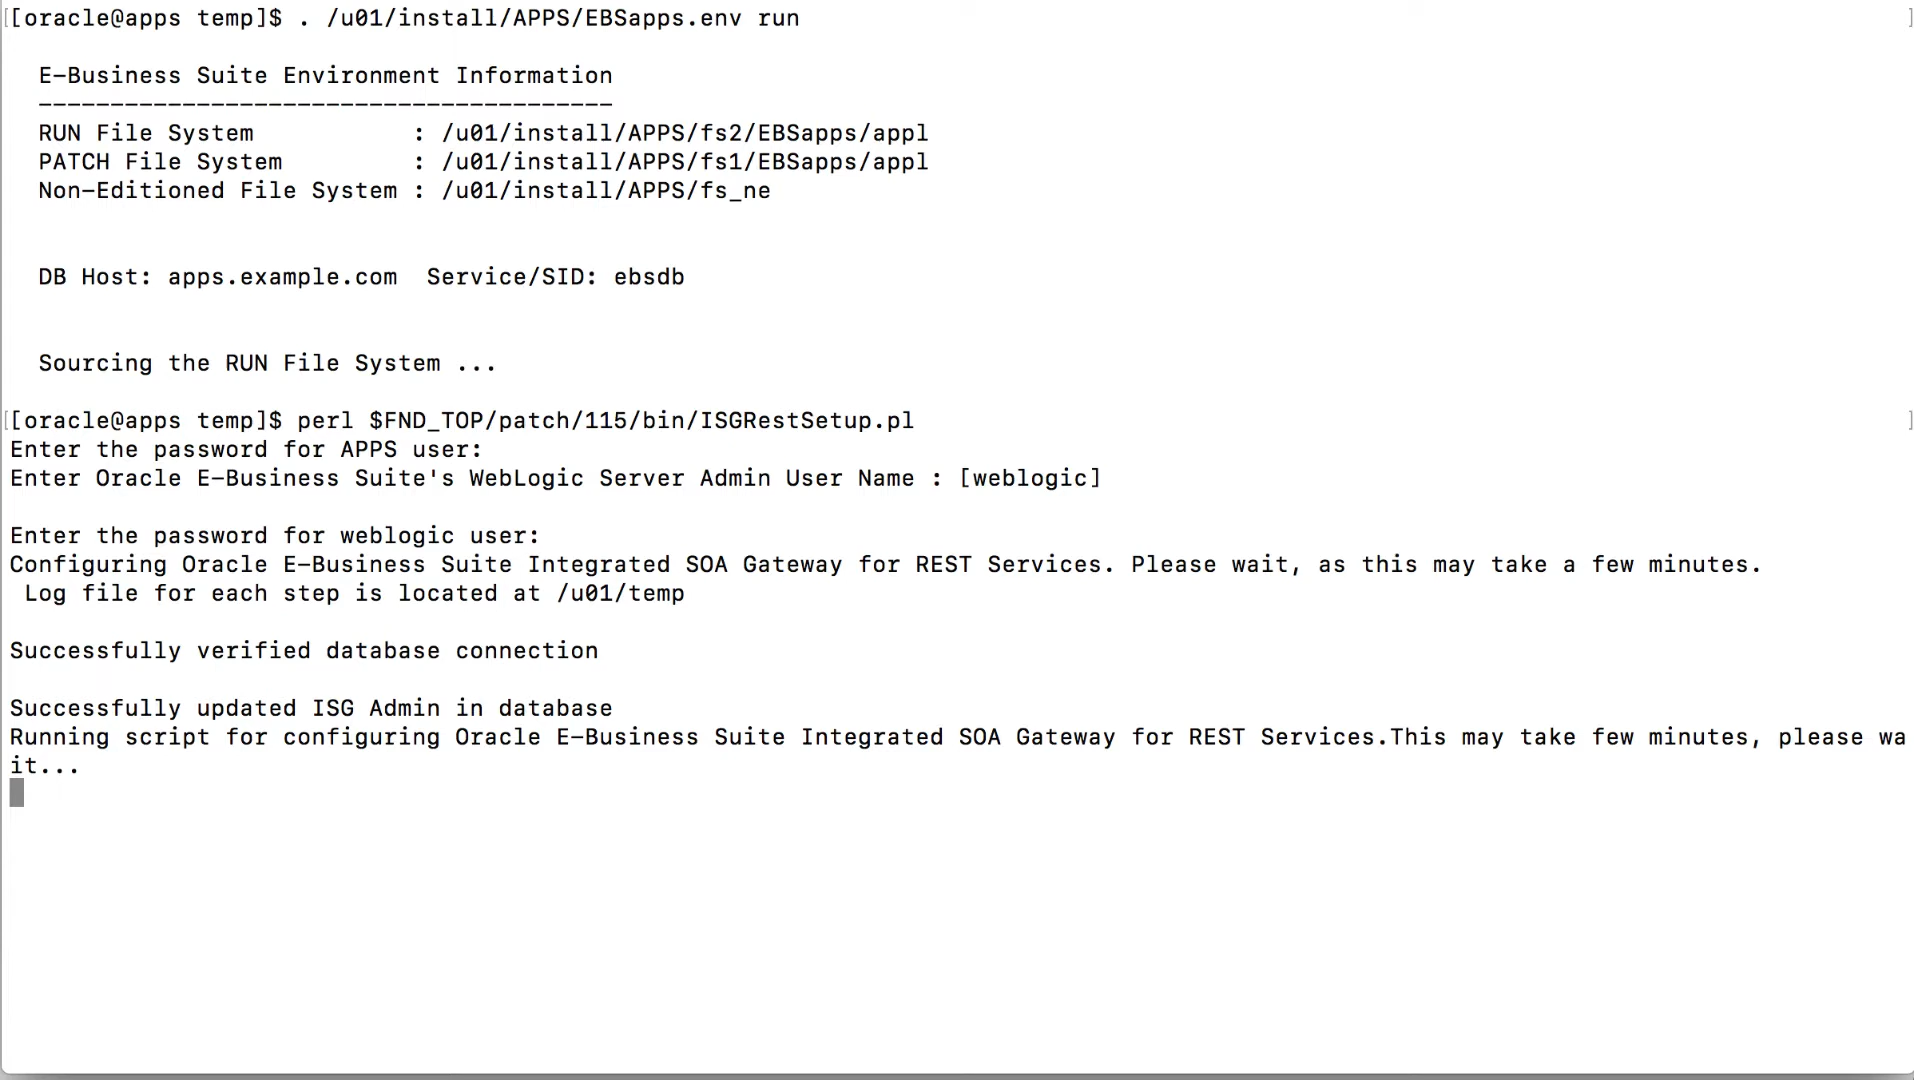 [[oracle@apps temp]$ . /u01/install/APPS/EBSapps.env run ]
E-Business Suite Environment Information
----------------------------------------
RUN File System           : /u01/install/APPS/fs2/EBSapps/appl
PATCH File System         : /u01/install/APPS/fs1/EBSapps/appl
Non-Editioned File System : /u01/install/APPS/fs_ne
DB Host: apps.example.com  Service/SID: ebsdb
Sourcing the RUN File System ...
[[oracle@apps temp]$ perl $FND_TOP/patch/115/bin/ISGRestSetup.pl ]
Enter the password for APPS user:
Enter Oracle E-Business Suite's WebLogic Server Admin User Name : [weblogic]
Enter the password for weblogic user:
Configuring Oracle E-Business Suite Integrated SOA Gateway for REST Services. Please wait, as this may take a few minutes.
Log file for each step is located at /u01/temp
Successfully verified database connection
Successfully updated ISG Admin in database
Running script for configuring Oracle E-Business Suite Integrated SOA Gateway for REST Services.This may take few minutes, please wa
it...